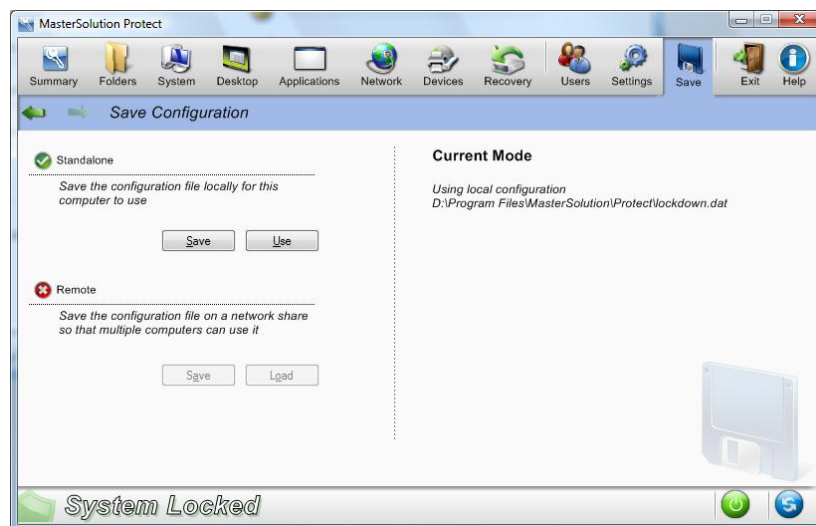 MasterSolution Protect
Summary Folders System Desktop Applications Network Devices Recovery Users Settings Save Exit Help
Save Configuration
Standalone
Save the configuration file locally for this
computer to use
Save Use
Remote
Save the configuration file on a network share
so that multiple computers can use it
Save Load
Current Mode
Using local configuration
D:\Program Files\MasterSolution\Protect\lockdown.dat
System Locked